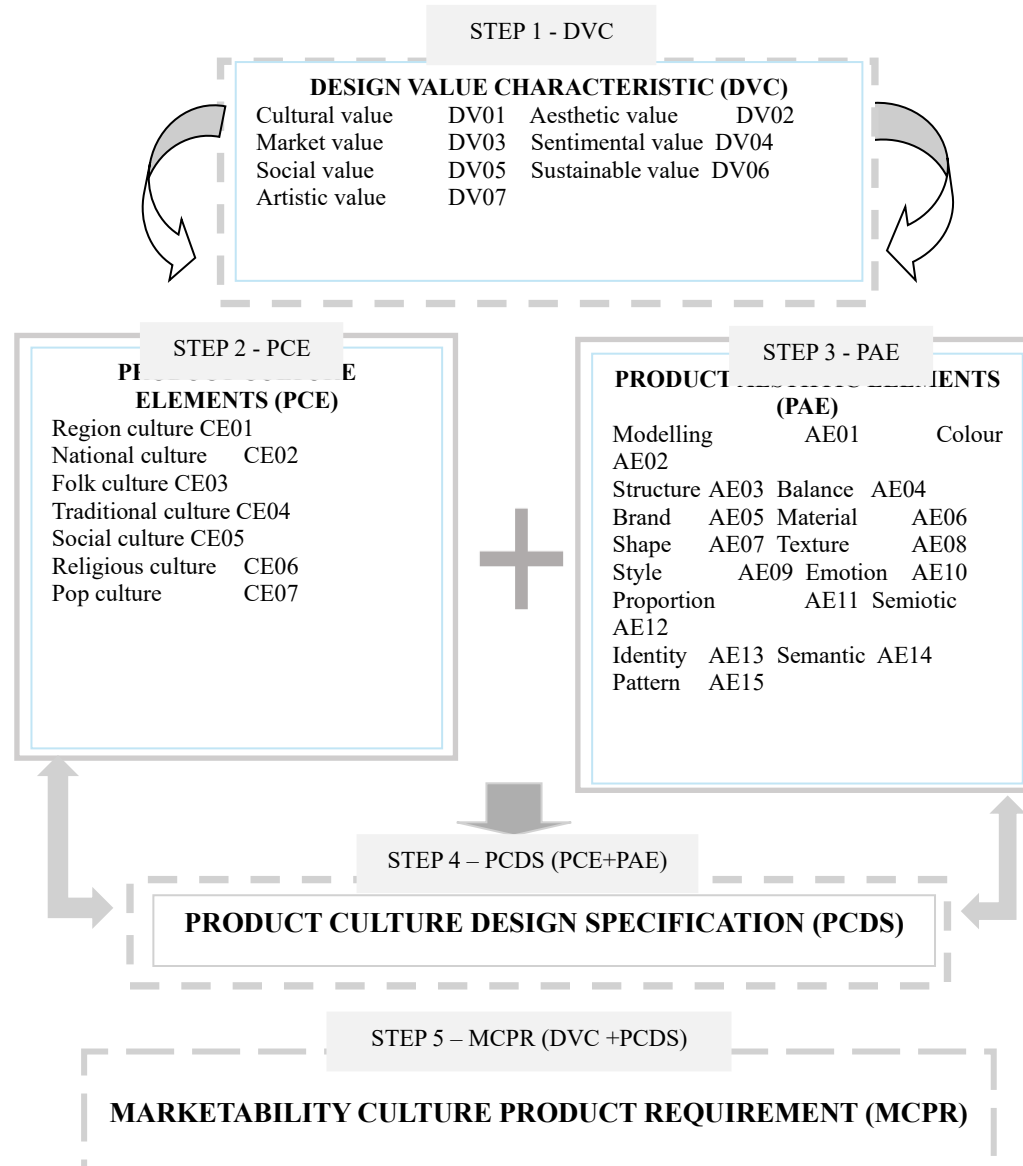 STEP 1 - DVC
DESIGN VALUE CHARACTERISTIC (DVC)
Cultural value DV01 Aesthetic value DV02
Market value DV03 Sentimental value DV04
Social value DV05 Sustainable value DV06
Artistic value DV07
STEP 2 - PCE
ELEMENTS (PCE)
Region culture CE01
National culture CE02
Folk culture CE03
Traditional culture CE04
Social culture CE05
Religious culture CE06
Pop culture CE07
STEP 3 - PAE
PRODUCT
(PAE)
Modelling AE01 Colour
AE02
Structure AE03 Balance AE04
Brand AE05 Material AE06
Shape AE07 Texture AE08
Style AE09 Emotion AE10
Proportion AE11 Semiotic
AE12
Identity AE13 Semantic AE14
Pattern AE15
STEP 4 – PCDS (PCE+PAE)
PRODUCT CULTURE DESIGN SPECIFICATION (PCDS)
STEP 5 – MCPR (DVC +PCDS)
MARKETABILITY CULTURE PRODUCT REQUIREMENT (MCPR)